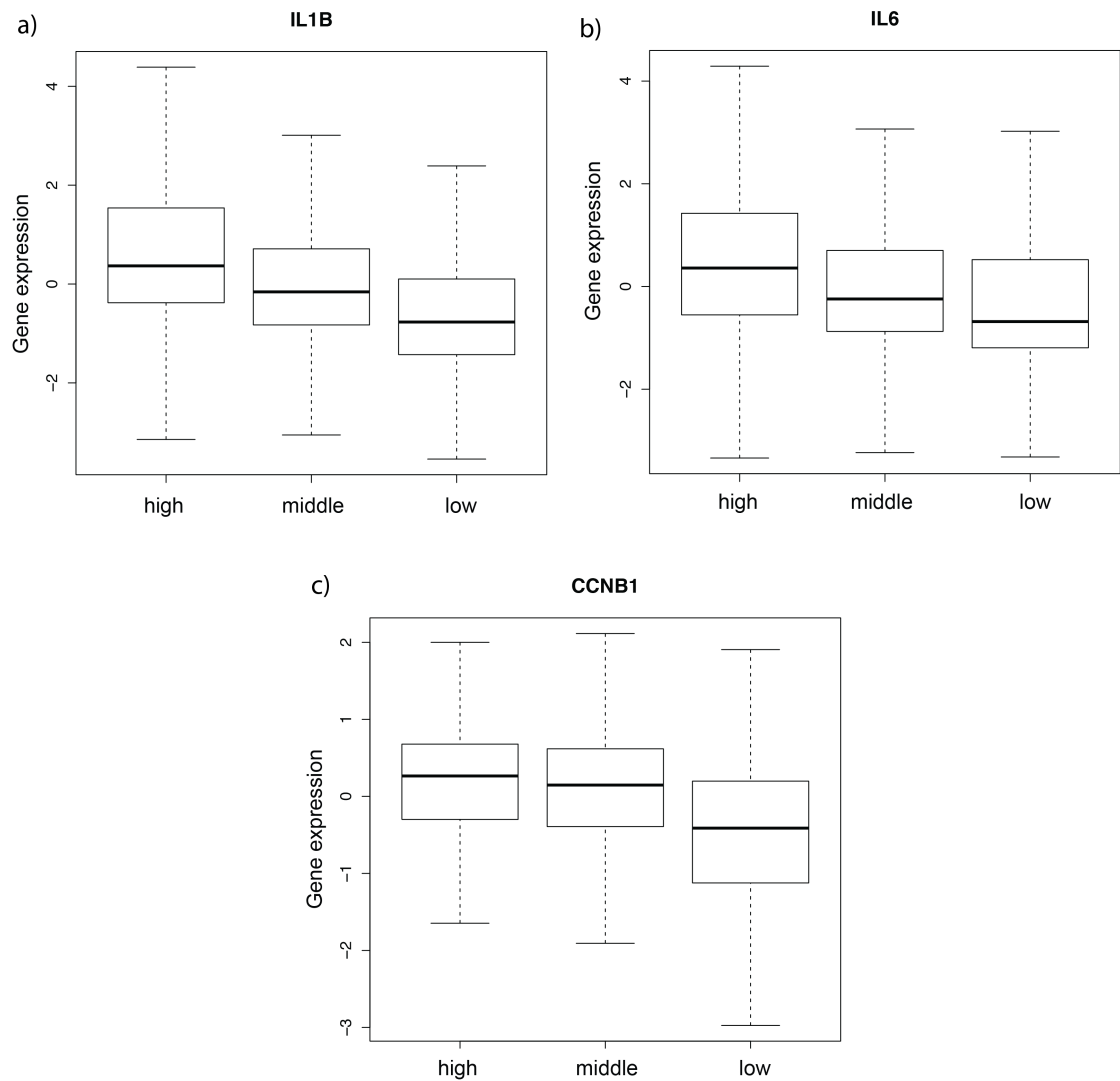 a)
IL1B
Gene expression
4
2
0
−2
high middle low
b)
IL6
Gene expression
4
2
0
−2
high middle low
c)
CCNB1
Gene expression
2
1
0
−1
−2
−3
high middle low